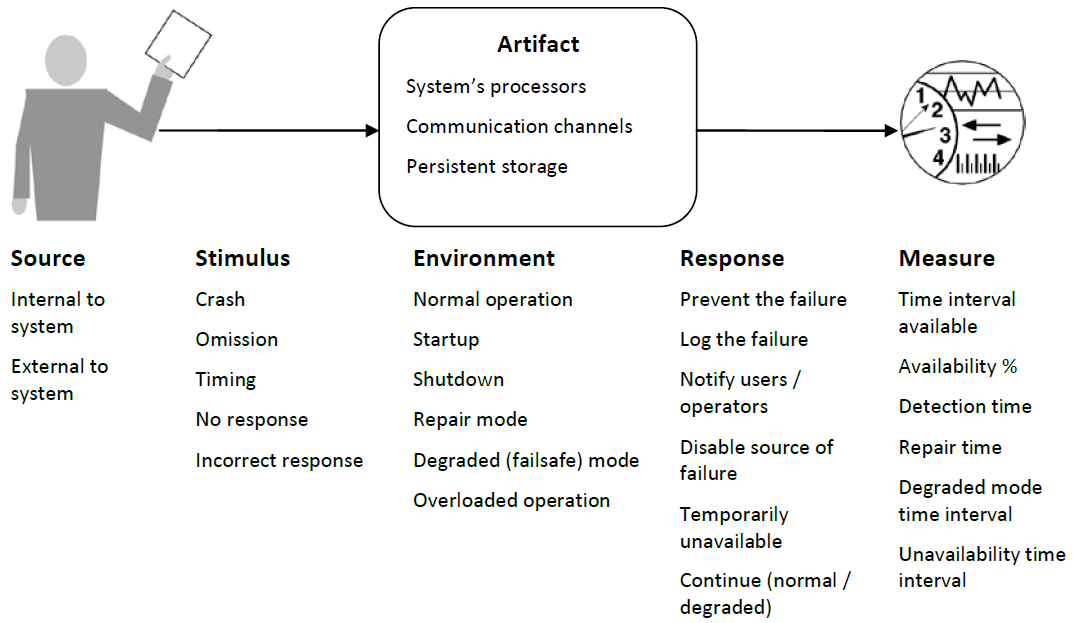 Artifact
System’s processors
Communication channels
Persistent storage
1
2
3
4
Source
Internal to
system
External to
system
Stimulus
Crash
Omission
Timing
No response
Incorrect response
Environment
Normal operation
Startup
Shutdown
Repair mode
Degraded (failsafe) mode
Overloaded operation
Response
Prevent the failure
Log the failure
Notify users /
operators
Disable source of
failure
Temporarily
unavailable
Continue (normal /
degraded)
Measure
Time interval
available
Availability %
Detection time
Repair time
Degraded mode
time interval
Unavailability time
interval